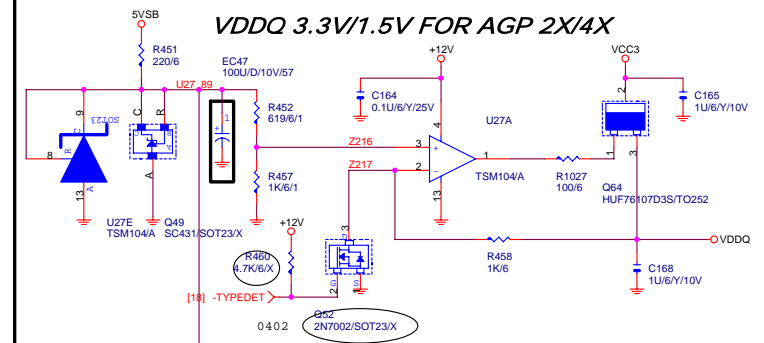 VDDQ 3.3V/1.5V FOR AGP 2X/4X
5VSB
R451
220/6
EC47
100U/D/10V/57
U27_89
+12V
VCC3
C164
0.1U/6/Y/25V
C165
1U/6/Y/10V
R452
619/6/1
U27A
9
SOT23
C
R
8
R
A
1
+
4
2
Z216
3
+
1
Z217
2
-
TSM104/A
R1027
100/6
1
3
R457
1K/6/1
13
A
A
13
Q64
HUF76107D3S/TO252
U27E
TSM104/A
Q49
SC431/SOT23/X
+12V
3
D
R460
4.7K/6/X
R458
1K/6
VDDQ
G
S
2
1
C168
1U/6/Y/10V
[18] -TYPEDET
0402
Q52
2N7002/SOT23/X